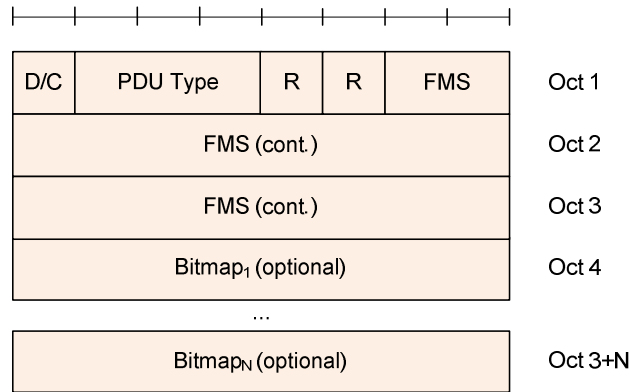 D/C PDU Type R R FMS Oct 1
FMS (cont.) Oct 2
FMS (cont.) Oct 3
Bitmap₁ (optional) Oct 4
...
Bitmap_N (optional) Oct 3+N